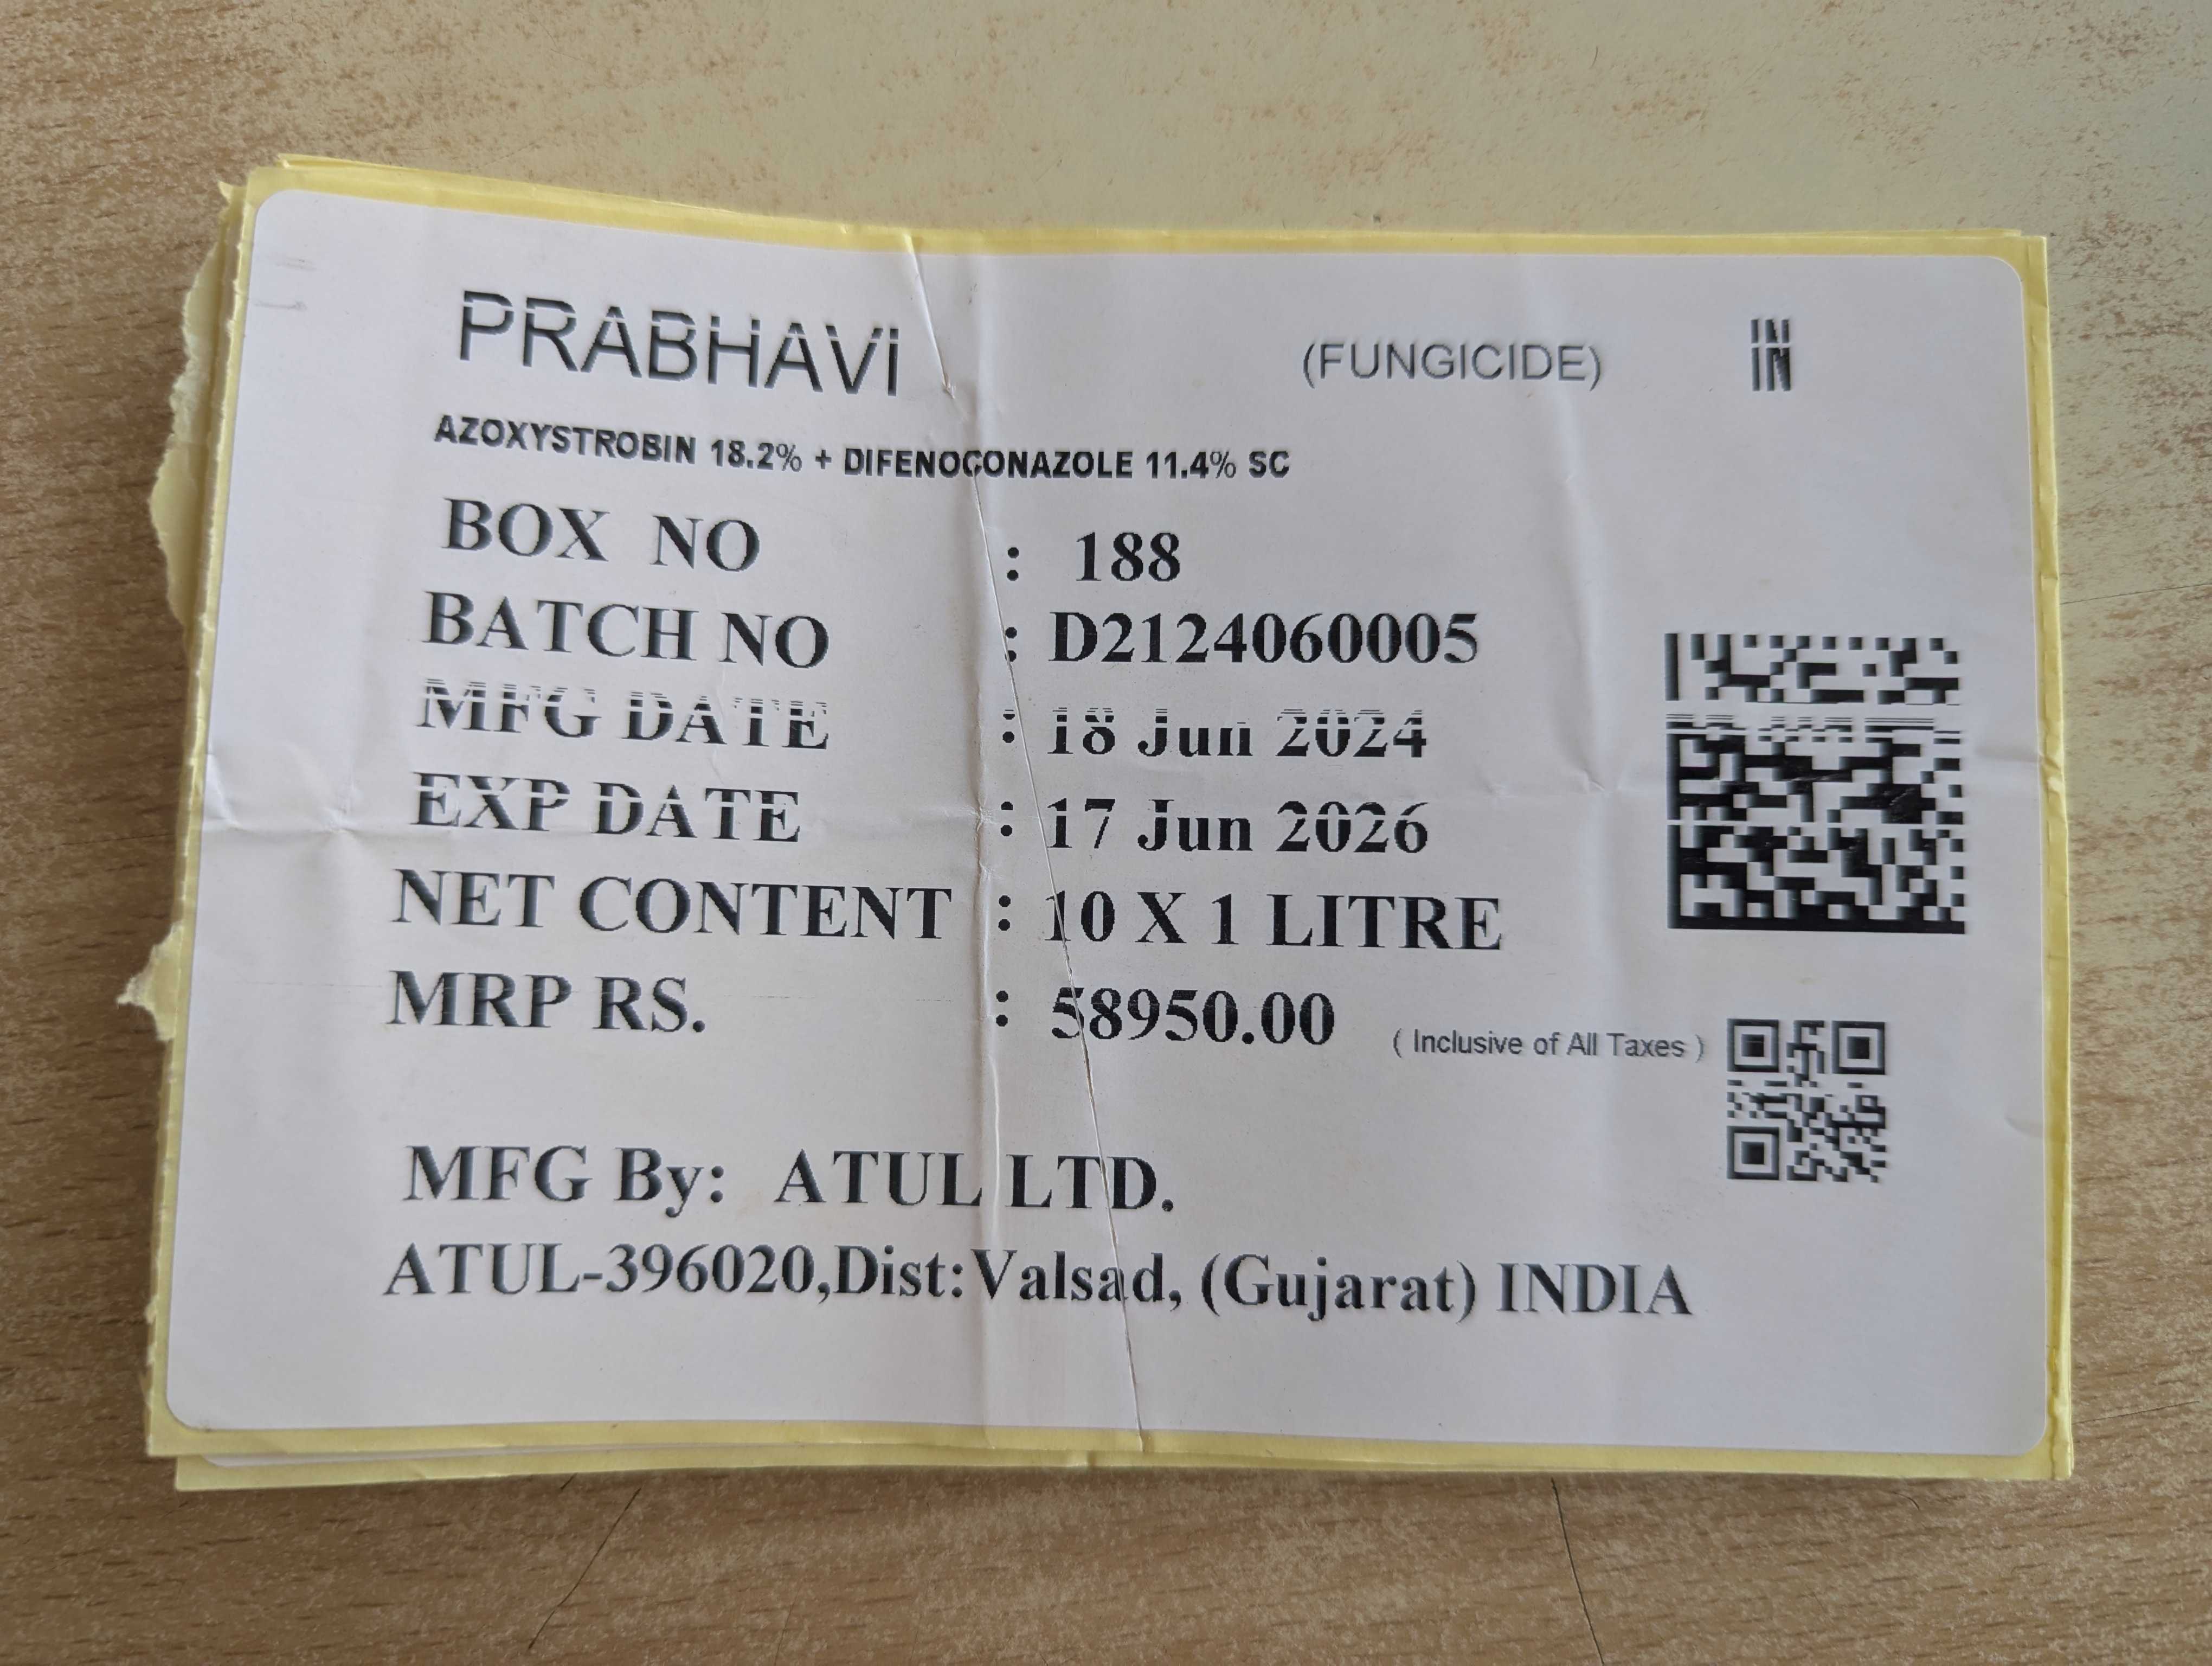 PRABHAVI (FUNGICIDE) IN
AZOXYSTROBIN 18.2% + DIFENOCONAZOLE 11.4% SC
BOX NO : 188
BATCH NO : D2124060005
MFG DATE : 18 Jun 2024
EXP DATE : 17 Jun 2026
NET CONTENT : 10 X 1 LITRE
MRP RS. : 58950.00 ( Inclusive of All Taxes )
MFG By: ATUL LTD.
ATUL-396020,Dist:Valsad, (Gujarat) INDIA